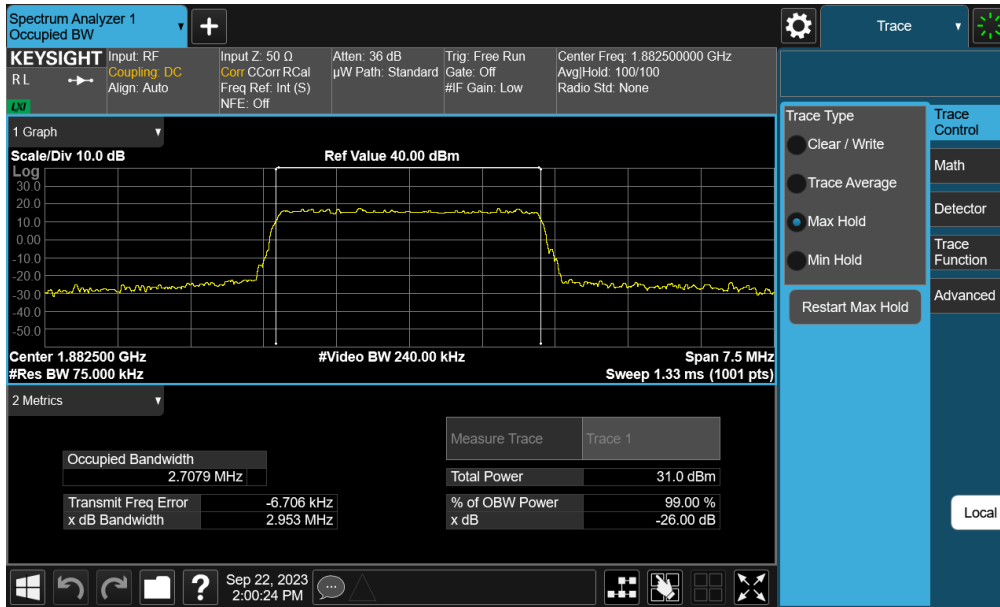 Spectrum Analyzer 1
Occupied BW
+
Trace
KEYSIGHT
R L
LXI
Input: RF
Coupling: DC
Align: Auto
Input Z: 50 Ω
Corr CCorr RCal
Freq Ref: Int (S)
NFE: Off
Atten: 36 dB
µW Path: Standard
Trig: Free Run
Gate: Off
#IF Gain: Low
Center Freq: 1.882500000 GHz
Avg|Hold: 100/100
Radio Std: None
1 Graph
Scale/Div 10.0 dB
Ref Value 40.00 dBm
Log
30.0
20.0
10.0
0.00
-10.0
-20.0
-30.0
-40.0
-50.0
Center 1.882500 GHz
#Video BW 240.00 kHz
Span 7.5 MHz
#Res BW 75.000 kHz
Sweep 1.33 ms (1001 pts)
2 Metrics
Measure Trace Trace 1
Occupied Bandwidth
2.7079 MHz
Total Power 31.0 dBm
Transmit Freq Error -6.706 kHz
% of OBW Power 99.00 %
x dB Bandwidth 2.953 MHz
x dB -26.00 dB
Trace Type
Clear / Write
Trace Average
Max Hold
Min Hold
Restart Max Hold
Trace
Control
Math
Detector
Trace
Function
Advanced
Local
?
Sep 22, 2023
2:00:24 PM